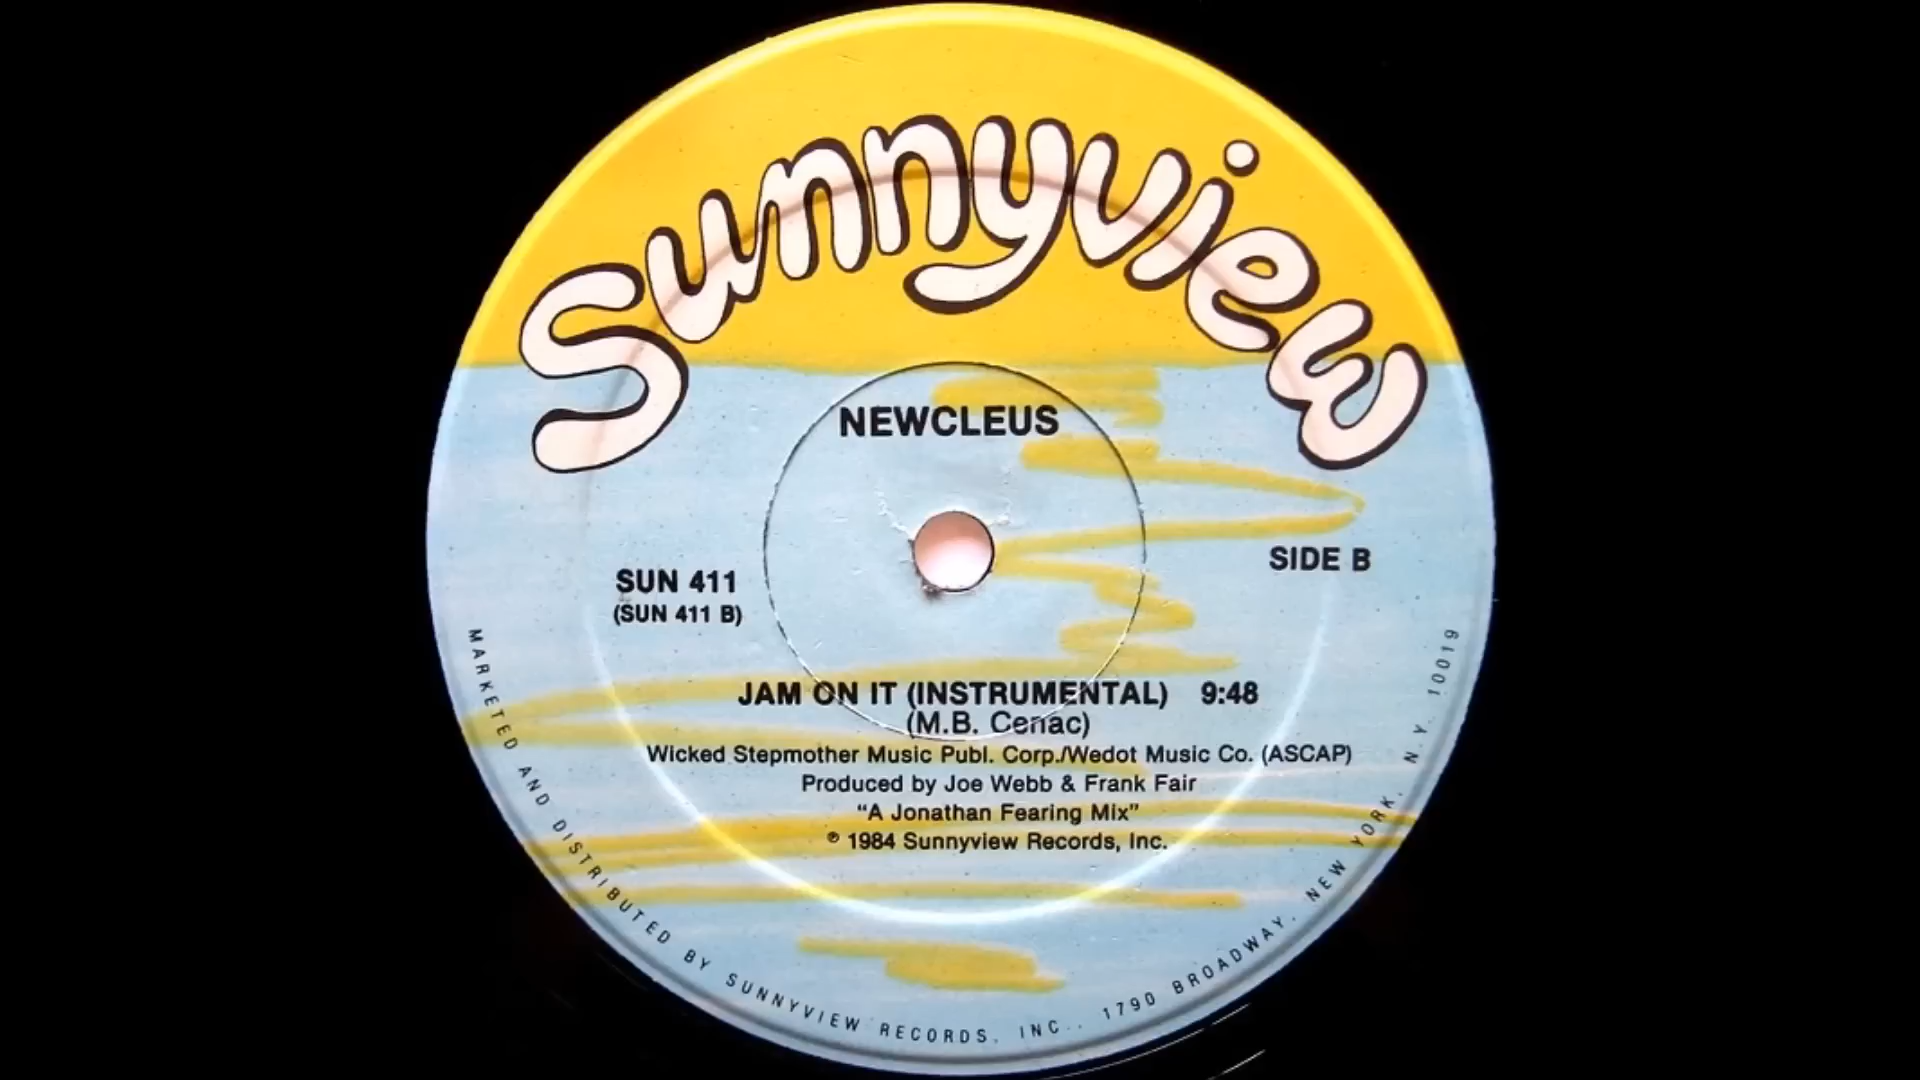 Sunnyview
NEWCLEUS
SUN 411
(SUN 411 B)
SIDE B
JAM ON IT (INSTRUMENTAL) 9:48
(M.B. Cenac)
Wicked Stepmother Music Publ. Corp./Wedot Music Co. (ASCAP)
Produced by Joe Webb & Frank Fair
“A Jonathan Fearing Mix”
℗ 1984 Sunnyview Records, Inc.
MARKETED AND DISTRIBUTED BY SUNNYVIEW RECORDS, INC., 1790 BROADWAY, NEW YORK, N.Y. 10019